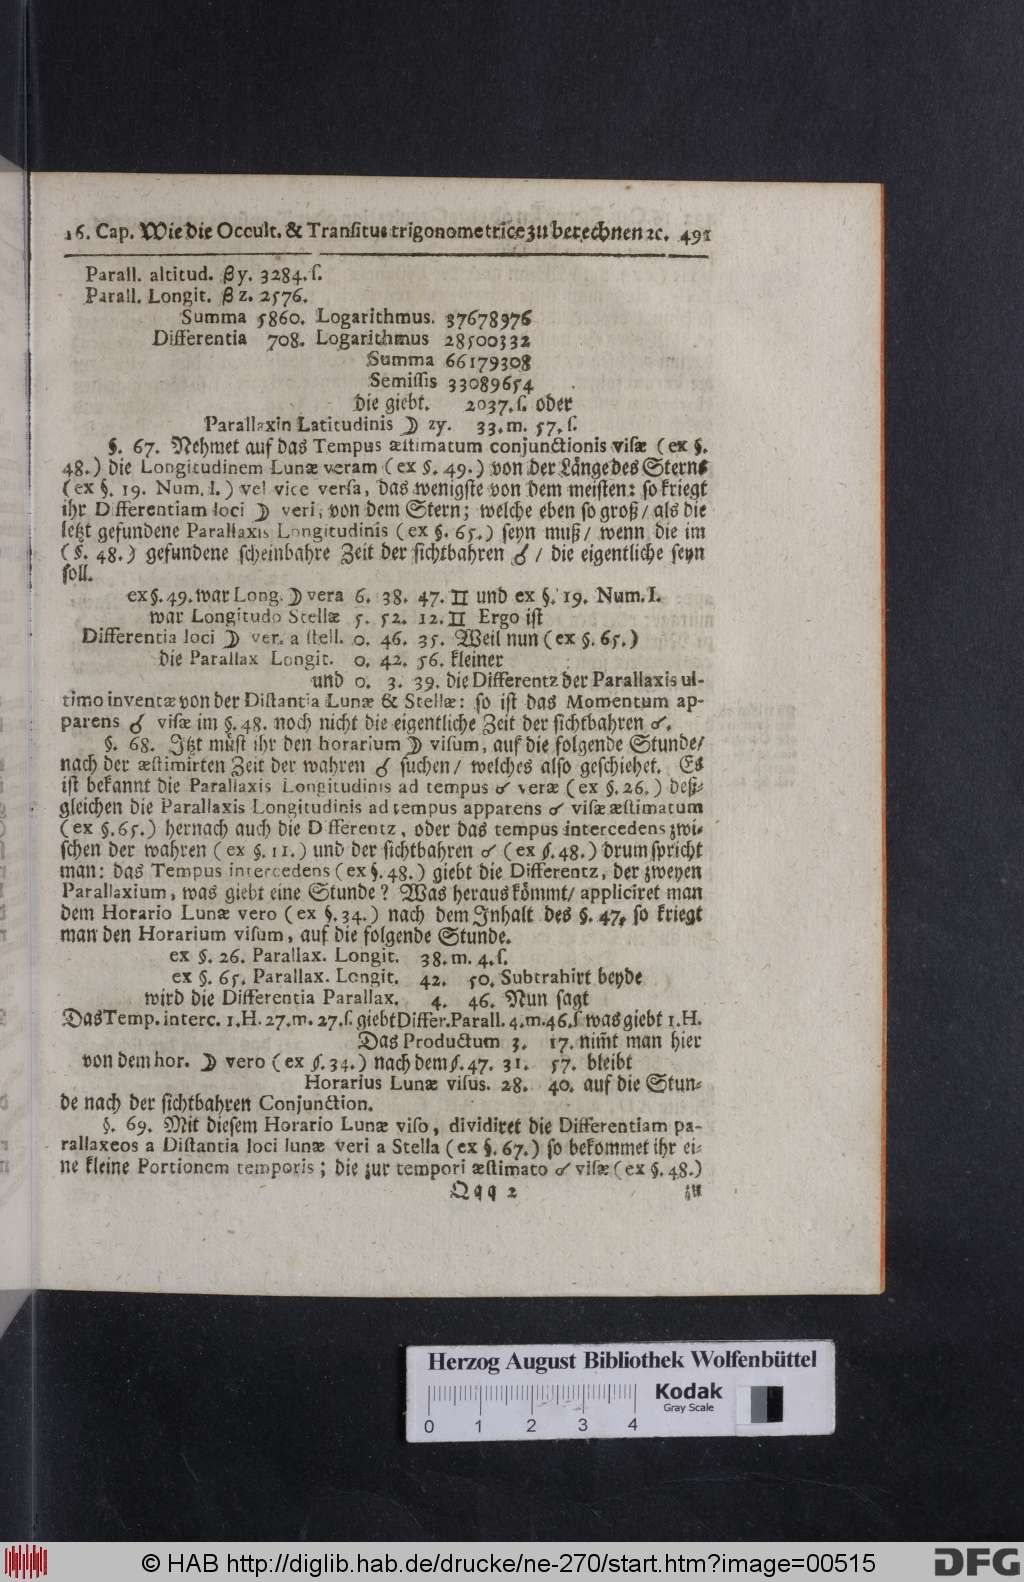 16. Cap. Wie die Occult. & Transitus trigonometrice zu berechnen ꝛc. 491
Parall. altitud. βy. 3284. ſ.
Parall. Longit. βz. 2576.
Summa 5860. Logarithmus. 37678976
Differentia 708. Logarithmus 28500332
Summa 66179308
Semiſſis 33089654
die giebt. 2037. ſ. oder
Parallaxin Latitudinis ☽ zy. 33. m. 57. ſ.
§. 67. Nehmet auf das Tempus æſtimatum conjunctionis viſæ (ex §.
48.) die Longitudinem Lunæ veram (ex §. 49.) von der Länge des Sterns
(ex §. 19. Num. I.) vel vice verſa, das wenigſte von dem meiſten: ſo kriegt
ihr Differentiam loci ☽ veri, von dem Stern; welche eben ſo groß / als die
letzt gefundene Parallaxis Longitudinis (ex §. 65.) ſeyn muß / wenn die im
(§. 48.) gefundene ſcheinbahre Zeit der ſichtbahren ☌ / die eigentliche ſeyn
ſoll.
ex §. 49. war Long. ☽ vera 6. 38. 47. ♊ und ex §. 19. Num. I.
war Longitudo Stellæ 5. 52. 12. ♊ Ergo iſt
Differentia loci ☽ ver. a ſtell. 0. 46. 35. Weil nun (ex §. 65.)
die Parallax Longit. 0. 42. 56. kleiner
und 0. 3. 39. die Differentz der Parallaxis ul-
timo inventæ von der Diſtantia Lunæ & Stellæ: ſo iſt das Momentum ap-
parens ☌ viſæ im §. 48. noch nicht die eigentliche Zeit der ſichtbahren ☌.
§. 68. Jtzt müſt ihr den horarium ☽ viſum, auf die folgende Stunde/
nach der æſtimirten Zeit der wahren ☌ ſuchen / welches alſo geſchiehet. Es
iſt bekannt die Parallaxis Longitudinis ad tempus ☌ veræ (ex §. 26.) deß-
gleichen die Parallaxis Longitudinis ad tempus apparens ☌ viſæ æſtimatum
(ex §. 65.) hernach auch die Differentz, oder das tempus intercedens zwi-
ſchen der wahren (ex §. 11.) und der ſichtbahren ☌ (ex §. 48.) drum ſpricht
man: das Tempus intercedens (ex §. 48.) giebt die Differentz, der zweyen
Parallaxium, was giebt eine Stunde? Was heraus kömmt / appliciret man
dem Horario Lunæ vero (ex §. 34.) nach dem Jnhalt des §. 47. ſo kriegt
man den Horarium viſum, auf die folgende Stunde.
ex §. 26. Parallax. Longit. 38. m. 4. ſ.
ex §. 65. Parallax. Longit. 42. 50. Subtrahirt beyde
wird die Differentia Parallax. 4. 46. Nun ſagt
Das Temp. interc. 1. H. 27. m. 27. ſ. giebt Differ. Parall. 4. m. 46. ſ was giebt 1. H.
Das Productum 3. 17. nim̄t man hier
von dem hor. ☽ vero (ex §. 34.) nach dem §. 47. 31. 57. bleibt
Horarius Lunæ viſus. 28. 40. auf die Stun-
de nach der ſichtbahren Conjunction.
§. 69. Mit dieſem Horario Lunæ viſo, dividiret die Differentiam pa-
rallaxeos a Diſtantia loci lunæ veri a Stella (ex §. 67.) ſo bekommet ihr ei-
ne kleine Portionem temporis; die zur tempori æſtimato ☌ viſæ (ex §. 48.)
Qqq 2
zu
Herzog August Bibliothek Wolfenbüttel
Kodak
Gray Scale
0 1 2 3 4
© HAB http://diglib.hab.de/drucke/ne-270/start.htm?image=00515
DFG